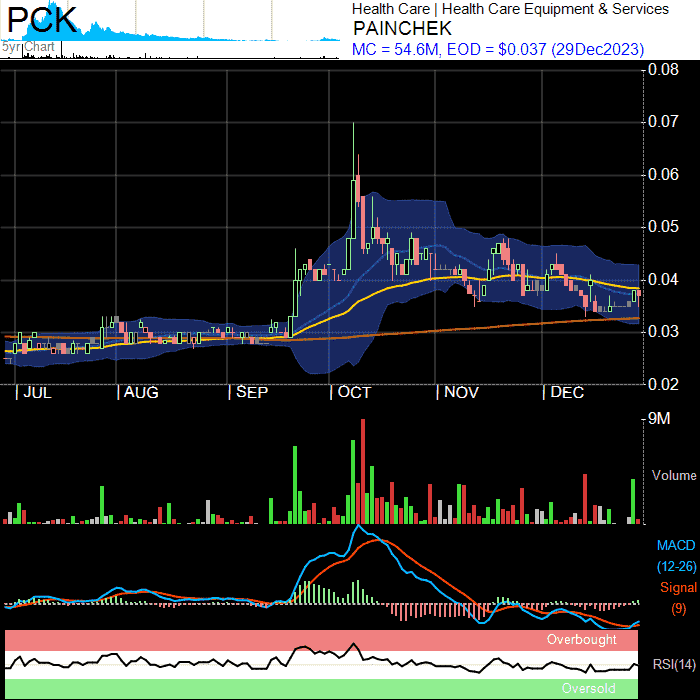 PCK
5yr Chart
Health Care | Health Care Equipment & Services
PAINCHEK
MC = 54.6M, EOD = $0.037 (29Dec2023)
0.08
0.07
0.06
0.05
0.04
0.03
0.02
| JUL | AUG | SEP | OCT | NOV | DEC
9M
Volume
MACD
(12-26)
Signal
(9)
Overbought
RSI(14)
Oversold